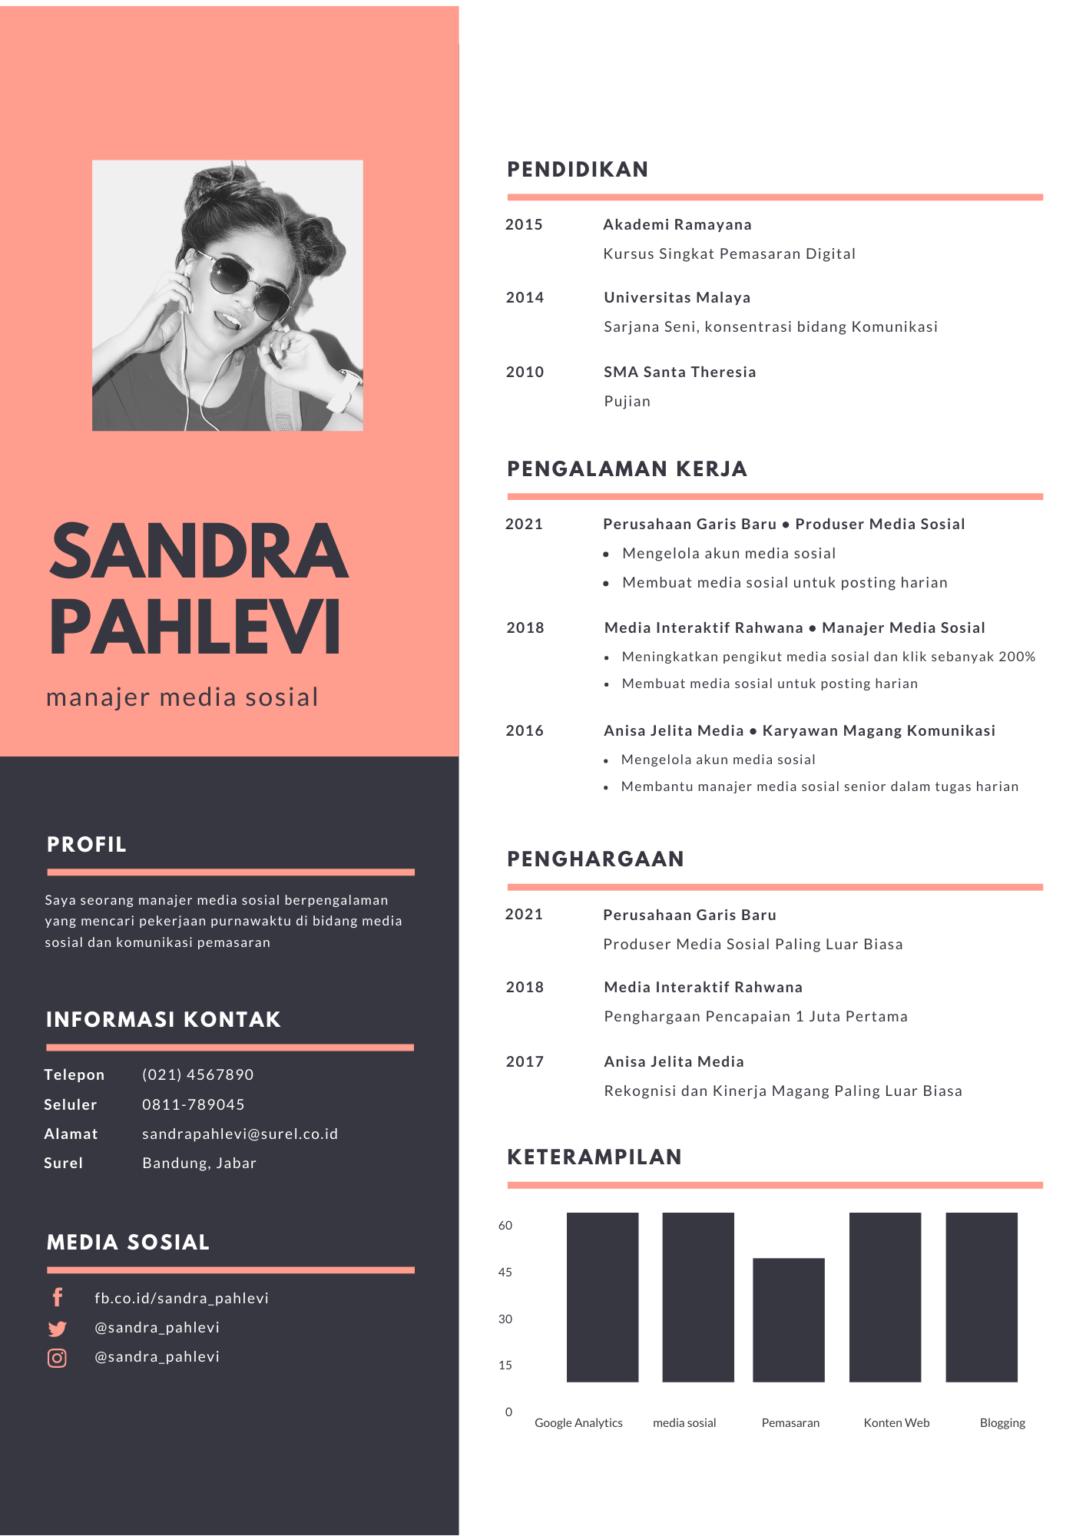 SANDRA
PAHLEVI
manajer media sosial
PROFIL
Saya seorang manajer media sosial berpengalaman
yang mencari pekerjaan purnawaktu di bidang media
sosial dan komunikasi pemasaran
INFORMASI KONTAK
Telepon (021) 4567890
Seluler 0811-789045
Alamat sandrapahlevi@surel.co.id
Surel Bandung, Jabar
MEDIA SOSIAL
fb.co.id/sandra_pahlevi
@sandra_pahlevi
@sandra_pahlevi
PENDIDIKAN
2015 Akademi Ramayana
Kursus Singkat Pemasaran Digital
2014 Universitas Malaya
Sarjana Seni, konsentrasi bidang Komunikasi
2010 SMA Santa Theresia
Pujian
PENGALAMAN KERJA
2021 Perusahaan Garis Baru ● Produser Media Sosial
• Mengelola akun media sosial
• Membuat media sosial untuk posting harian
2018 Media Interaktif Rahwana ● Manajer Media Sosial
• Meningkatkan pengikut media sosial dan klik sebanyak 200%
• Membuat media sosial untuk posting harian
2016 Anisa Jelita Media ● Karyawan Magang Komunikasi
• Mengelola akun media sosial
• Membantu manajer media sosial senior dalam tugas harian
PENGHARGAAN
2021 Perusahaan Garis Baru
Produser Media Sosial Paling Luar Biasa
2018 Media Interaktif Rahwana
Penghargaan Pencapaian 1 Juta Pertama
2017 Anisa Jelita Media
Rekognisi dan Kinerja Magang Paling Luar Biasa
KETERAMPILAN
60
45
30
15
0
Google Analytics media sosial Pemasaran Konten Web Blogging